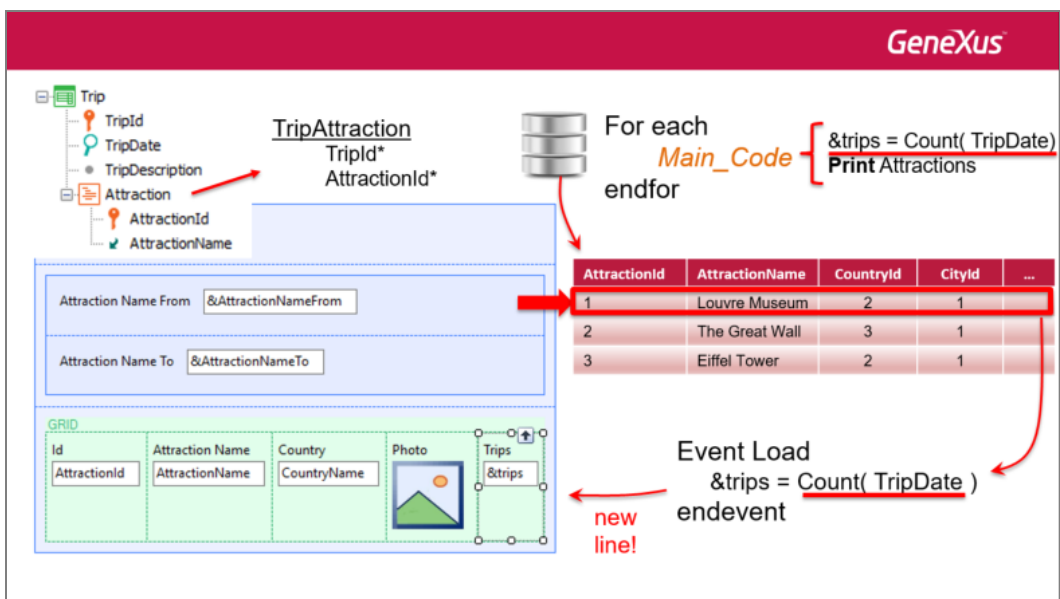 GeneXus
Trip
TripId
TripDate
TripDescription
Attraction
AttractionId
AttractionName
TripAttraction
TripId*
AttractionId*
For each
Main_Code
endfor
&trips = Count( TripDate)
Print Attractions
Attraction Name From &AttractionNameFrom
Attraction Name To &AttractionNameTo
AttractionId AttractionName CountryId CityId ...
1 Louvre Museum 2 1
2 The Great Wall 3 1
3 Eiffel Tower 2 1
GRID
Id Attraction Name Country Photo Trips
AttractionId AttractionName CountryName &trips
Event Load
&trips = Count( TripDate )
endevent
new
line!